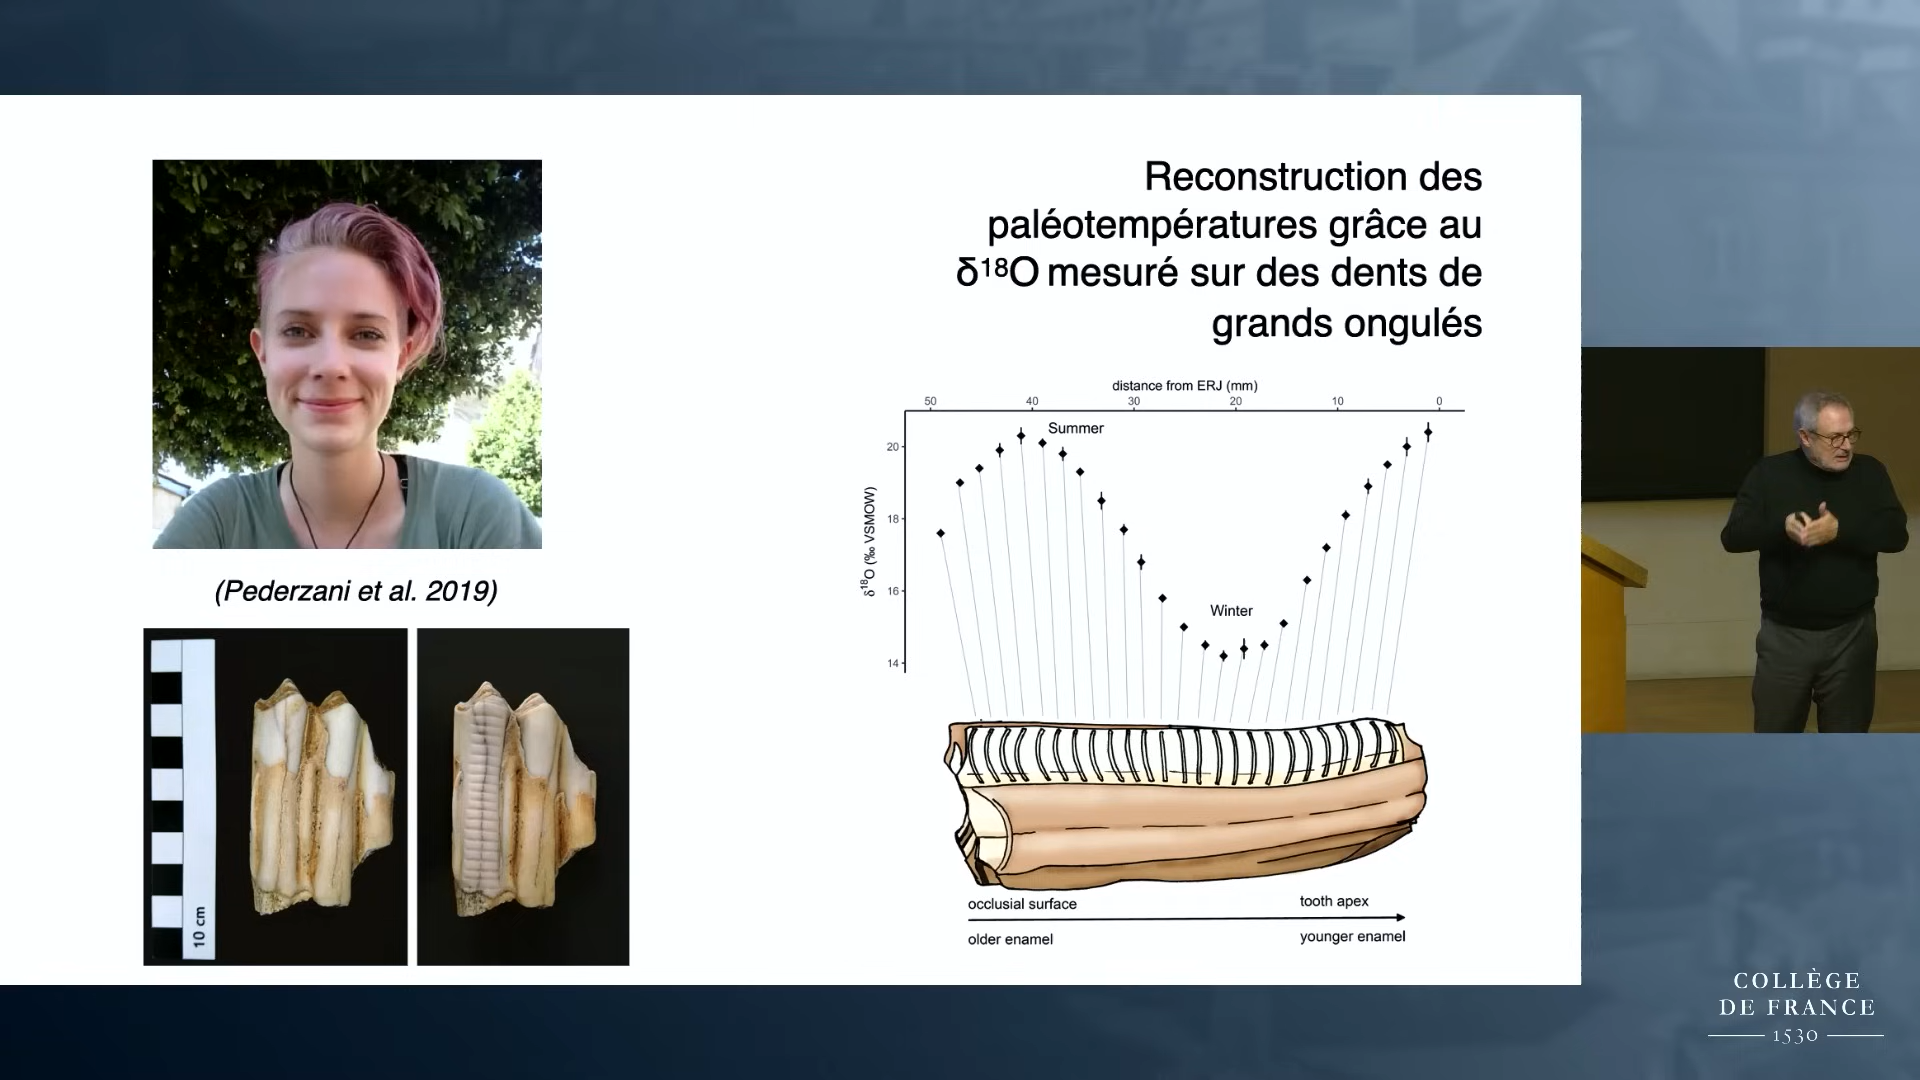 Reconstruction des
paléotempératures grâce au
δ¹⁸O mesuré sur des dents de
grands ongulés
(Pederzani et al. 2019)
10 cm
distance from ERJ (mm)
50 40 30 20 10 0
δ¹⁸O (‰ VSMOW)
20
18
16
14
Summer
Winter
occlusial surface
tooth apex
older enamel
younger enamel
COLLÈGE
DE FRANCE
1530